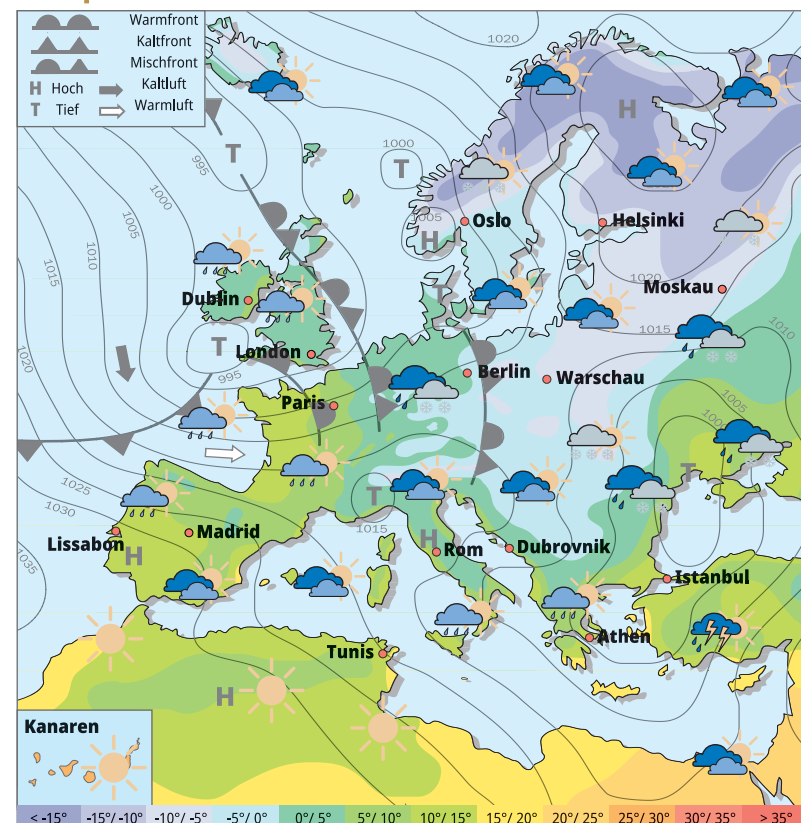 Warmfront
Kaltfront
Mischfront
H Hoch Kaltluft
T Tief Warmluft
1020
H
T
995
T
1000
1000
1005
1005
H
Oslo
Helsinki
1010
1015
T
Dublin
1020
Moskau
1010
1015
T
London
1020
995
Berlin
Warschau
Paris
1005
1000
1025
T
T
1030
1015
Madrid
Lissabon
H
H
Rom
Dubrovnik
1035
Istanbul
Athen
Tunis
H
Kanaren
< -15° -15°/-10° -10°/ -5° -5°/ 0° 0°/ 5° 5°/ 10° 10°/ 15° 15°/ 20° 20°/ 25° 25°/ 30° 30°/ 35° > 35°